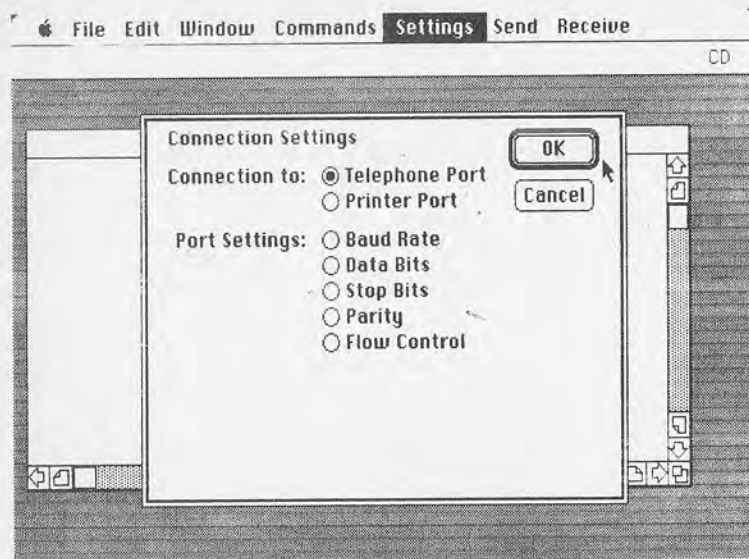 File Edit Window Commands Settings Send Receive
CD
Connection Settings
OK
Connection to: Telephone Port
Cancel
Printer Port
Port Settings: Baud Rate
Data Bits
Stop Bits
Parity
Flow Control